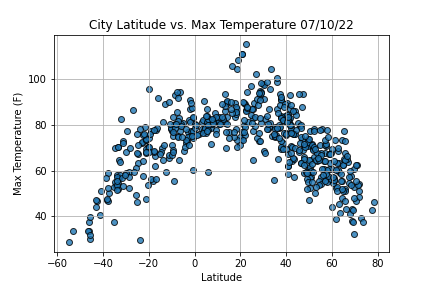 City Latitude vs. Max Temperature 07/10/22
Max Temperature (F)
100
80
60
40
−60 −40 −20 0 20 40 60 80
Latitude